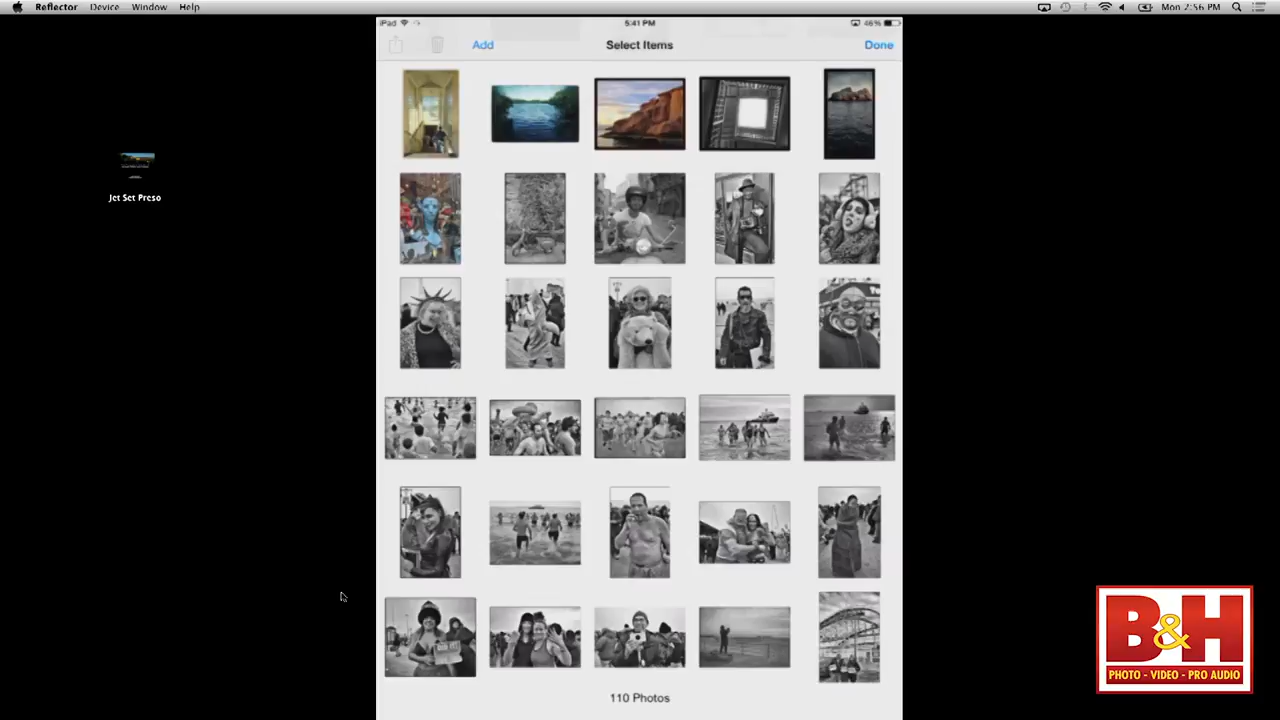 Reflector Device Window Help
Mon 2:56 PM
iPad
5:41 PM
46%
Add
Select Items
Done
Jet Set Preso
110 Photos
B&H
PHOTO - VIDEO - PRO AUDIO